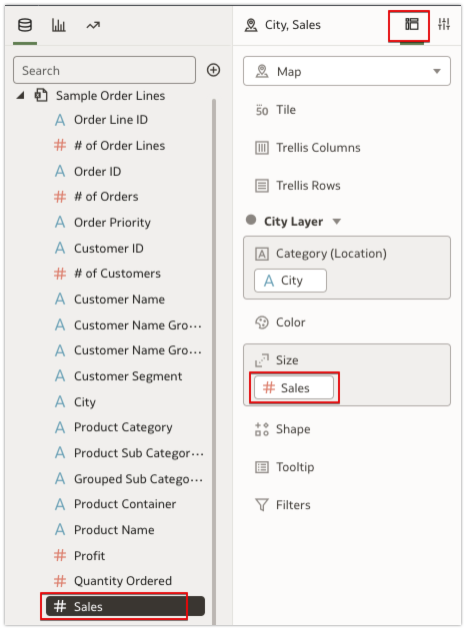 Search
Sample Order Lines
A Order Line ID
# # of Order Lines
A Order ID
# # of Orders
A Order Priority
A Customer ID
# # of Customers
A Customer Name
A Customer Name Gro···
A Customer Name Gro···
A Customer Segment
A City
A Product Category
A Product Sub Categor···
A Grouped Sub Catego···
A Product Container
A Product Name
# Profit
# Quantity Ordered
# Sales
City, Sales
Map
50 Tile
Trellis Columns
Trellis Rows
City Layer
A Category (Location)
A City
Color
Size
# Sales
Shape
Tooltip
Filters